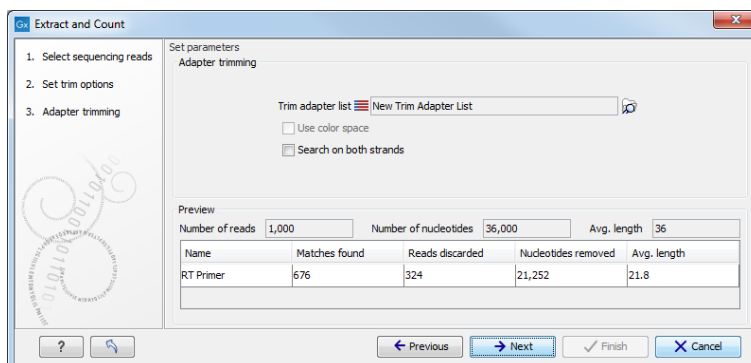 Gx Extract and Count
1. Select sequencing reads
2. Set trim options
3. Adapter trimming
Set parameters
Adapter trimming
Trim adapter list New Trim Adapter List
Use color space
Search on both strands
Preview
Number of reads 1,000 Number of nucleotides 36,000 Avg. length 36
Name Matches found Reads discarded Nucleotides removed Avg. length
RT Primer 676 324 21,252 21.8
? Previous Next Finish Cancel